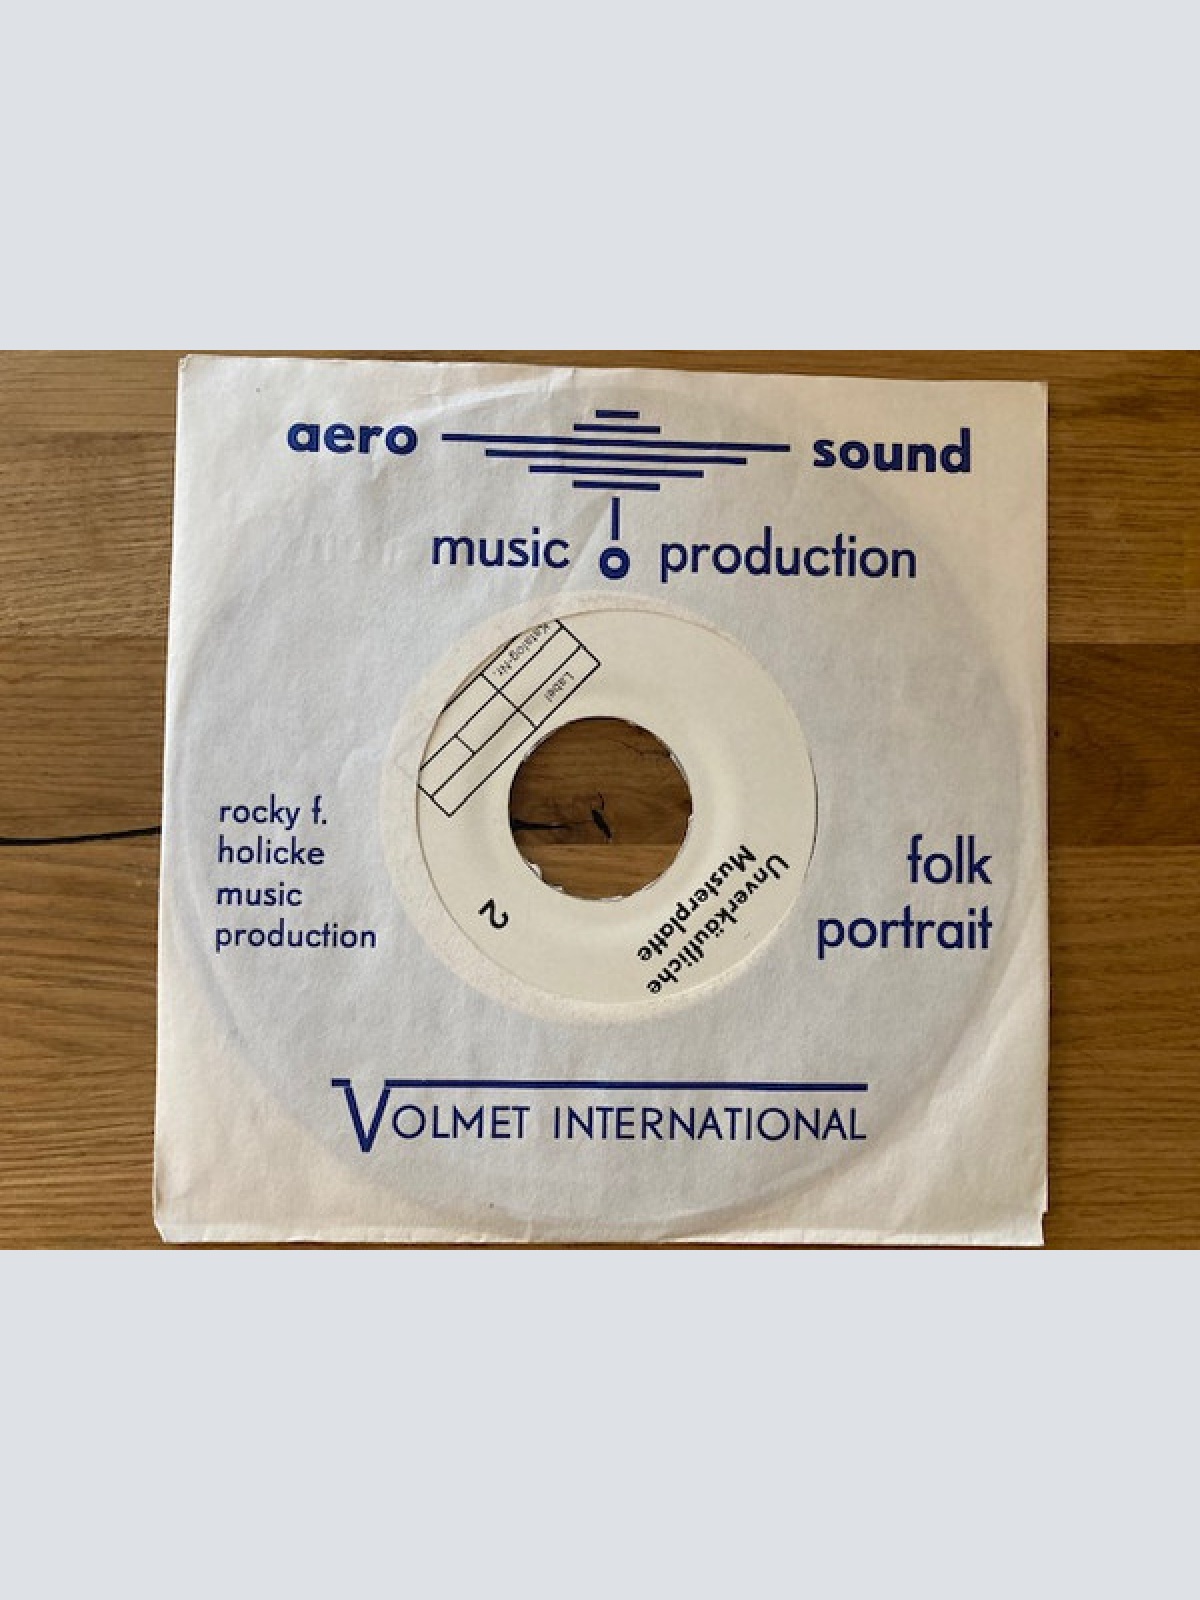 aero sound
music production
Katalog-Nr.
Label
2
Unverkäufliche
Musterplatte
rocky f.
holicke
music
production
folk
portrait
VOLMET INTERNATIONAL